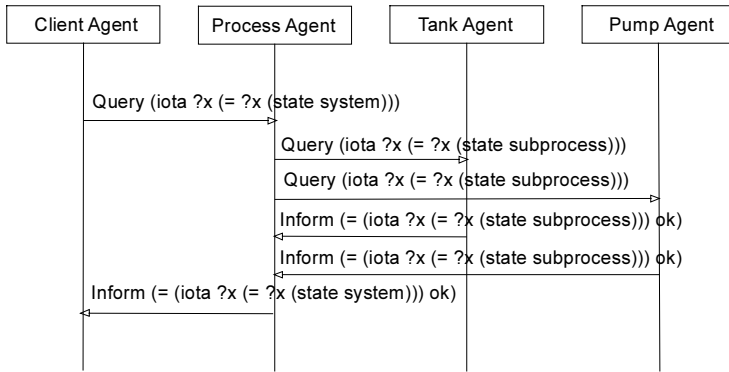 Client Agent
Process Agent
Tank Agent
Pump Agent
Query (iota ?x (= ?x (state system)))
Query (iota ?x (= ?x (state subprocess)))
Query (iota ?x (= ?x (state subprocess)))
Inform (= (iota ?x (= ?x (state subprocess))) ok)
Inform (= (iota ?x (= ?x (state subprocess))) ok)
Inform (= (iota ?x (= ?x (state system))) ok)